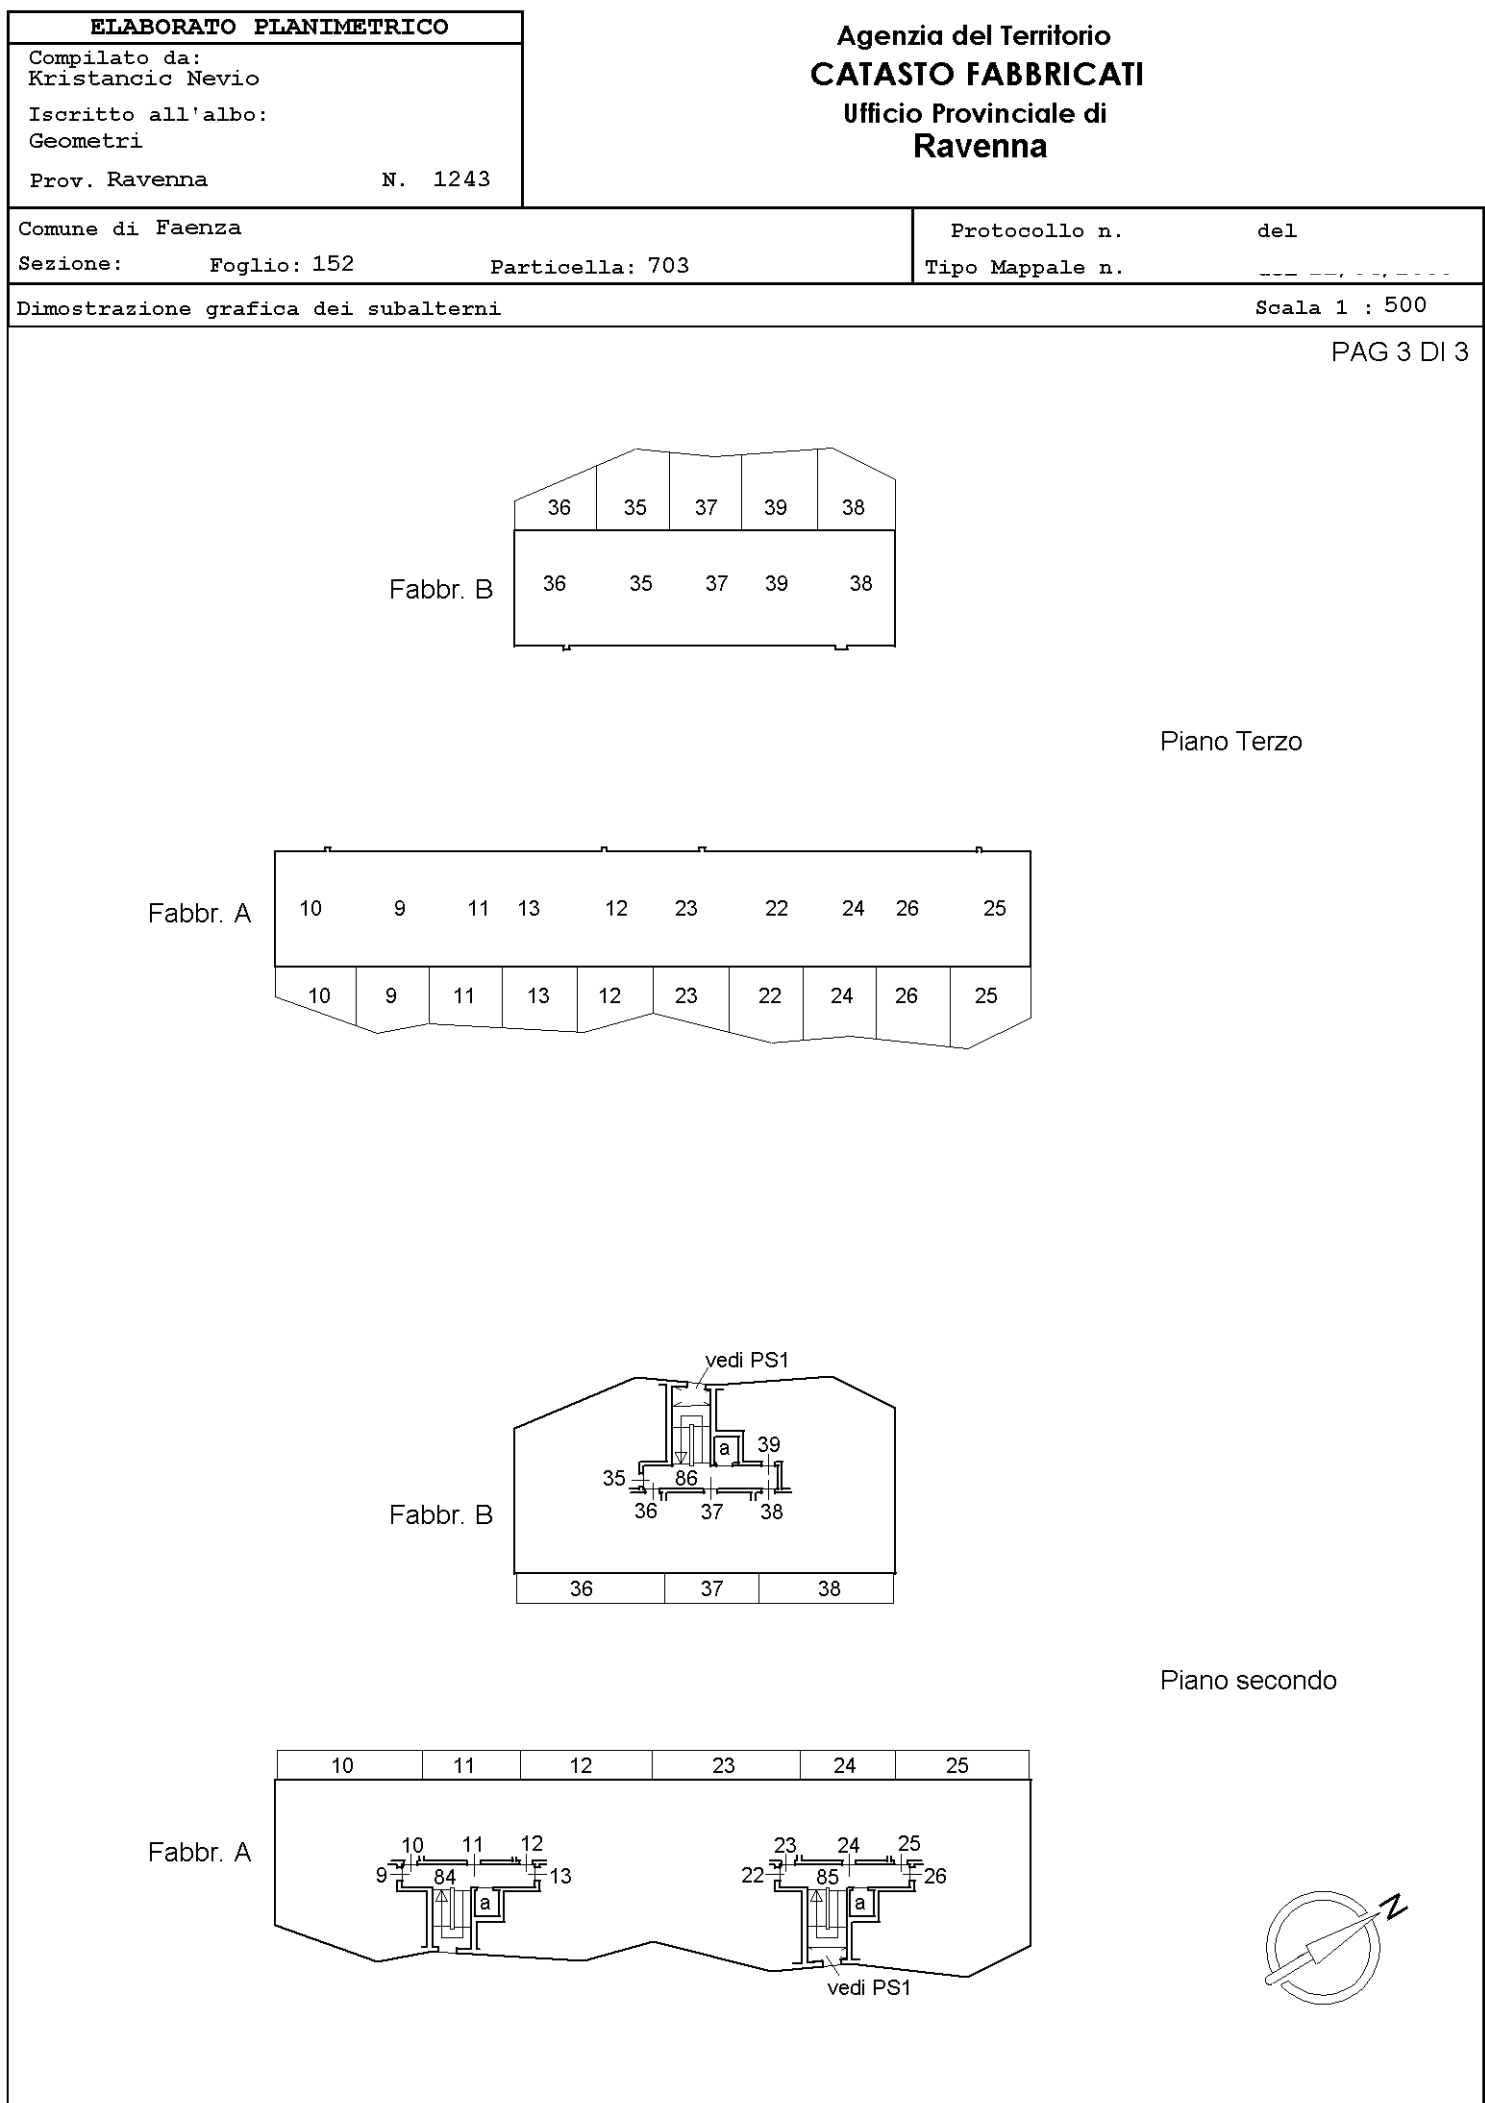 ELABORATO PLANIMETRICO
Compilato da:
Kristancic Nevio
Iscritto all'albo:
Geometri
Prov. Ravenna N. 1243
Agenzia del Territorio
CATASTO FABBRICATI
Ufficio Provinciale di
Ravenna
Comune di Faenza
Sezione: Foglio: 152 Particella: 703
Protocollo n. del
Tipo Mappale n.
Dimostrazione grafica dei subalterni Scala 1 : 500
PAG 3 DI 3
36 35 37 39 38
Fabbr. B 36 35 37 39 38
Piano Terzo
Fabbr. A 10 9 11 13 12 23 22 24 26 25
10 9 11 13 12 23 22 24 26 25
vedi PS1
a 39
35 86
36 37 38
Fabbr. B
36 37 38
Piano secondo
10 11 12 23 24 25
Fabbr. A
10 11 12 23 24 25
9 84 13 22 85 26
a a
N
vedi PS1